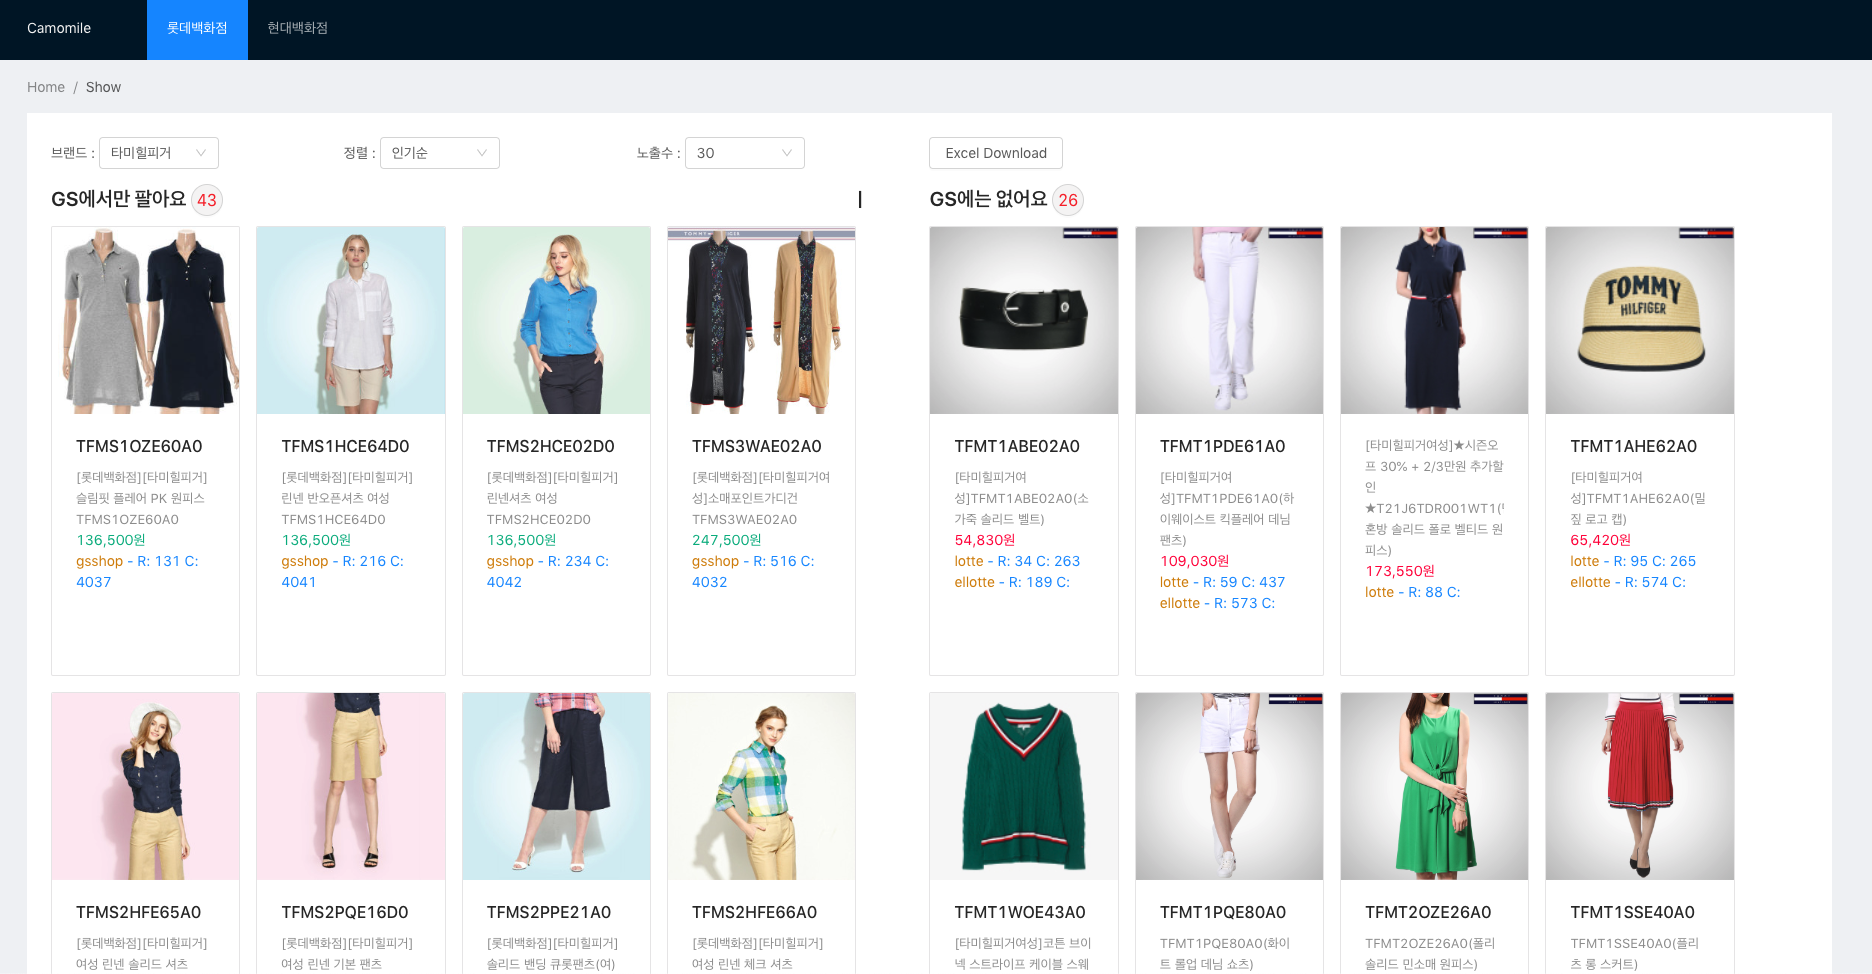 Camomile
롯데백화점
현대백화점
Home / Show
브랜드 : 타미힐피거
정렬 : 인기순
노출수 : 30
Excel Download
GS에서만 팔아요 43
GS에는 없어요 26
TFMS1OZE60A0
[롯데백화점][타미힐피거]
슬림핏 플레어 PK 원피스
TFMS1OZE60A0
136,500원
gsshop - R: 131 C:
4037
TFMS1HCE64D0
[롯데백화점][타미힐피거]
린넨 반오픈셔츠 여성
TFMS1HCE64D0
136,500원
gsshop - R: 216 C:
4041
TFMS2HCE02D0
[롯데백화점][타미힐피거]
린넨셔츠 여성
TFMS2HCE02D0
136,500원
gsshop - R: 234 C:
4042
TFMS3WAE02A0
[롯데백화점][타미힐피거여
성]소매포인트가디건
TFMS3WAE02A0
247,500원
gsshop - R: 516 C:
4032
TFMT1ABE02A0
[타미힐피거여
성]TFMT1ABE02A0(소
가죽 솔리드 벨트)
54,830원
lotte - R: 34 C: 263
ellotte - R: 189 C:
TFMT1PDE61A0
[타미힐피거여
성]TFMT1PDE61A0(하
이웨이스트 킥플레어 데님
팬츠)
109,030원
lotte - R: 59 C: 437
ellotte - R: 573 C:
[타미힐피거여성]★시즌오
프 30% + 2/3만원 추가할
인
★T21J6TDR001WT1(
혼방 솔리드 폴로 벨티드 원
피스)
173,550원
lotte - R: 88 C:
TOMMY
HILFIGER
TFMT1AHE62A0
[타미힐피거여
성]TFMT1AHE62A0(밀
짚 로고 캡)
65,420원
lotte - R: 95 C: 265
ellotte - R: 574 C:
TFMS2HFE65A0
[롯데백화점][타미힐피거]
여성 린넨 솔리드 셔츠
TFMS2PQE16D0
[롯데백화점][타미힐피거]
여성 린넨 기본 팬츠
TFMS2PPE21A0
[롯데백화점][타미힐피거]
솔리드 밴딩 큐롯팬츠(여)
TFMS2HFE66A0
[롯데백화점][타미힐피거]
여성 린넨 체크 셔츠
TFMT1WOE43A0
[타미힐피거여성]코튼 브이
넥 스트라이프 케이블 스웨
TFMT1PQE80A0
TFMT1PQE80A0(화이
트 롤업 데님 쇼츠)
TFMT2OZE26A0
TFMT2OZE26A0(폴리
솔리드 민소매 원피스)
TFMT1SSE40A0
TFMT1SSE40A0(플리
츠 롱 스커트)